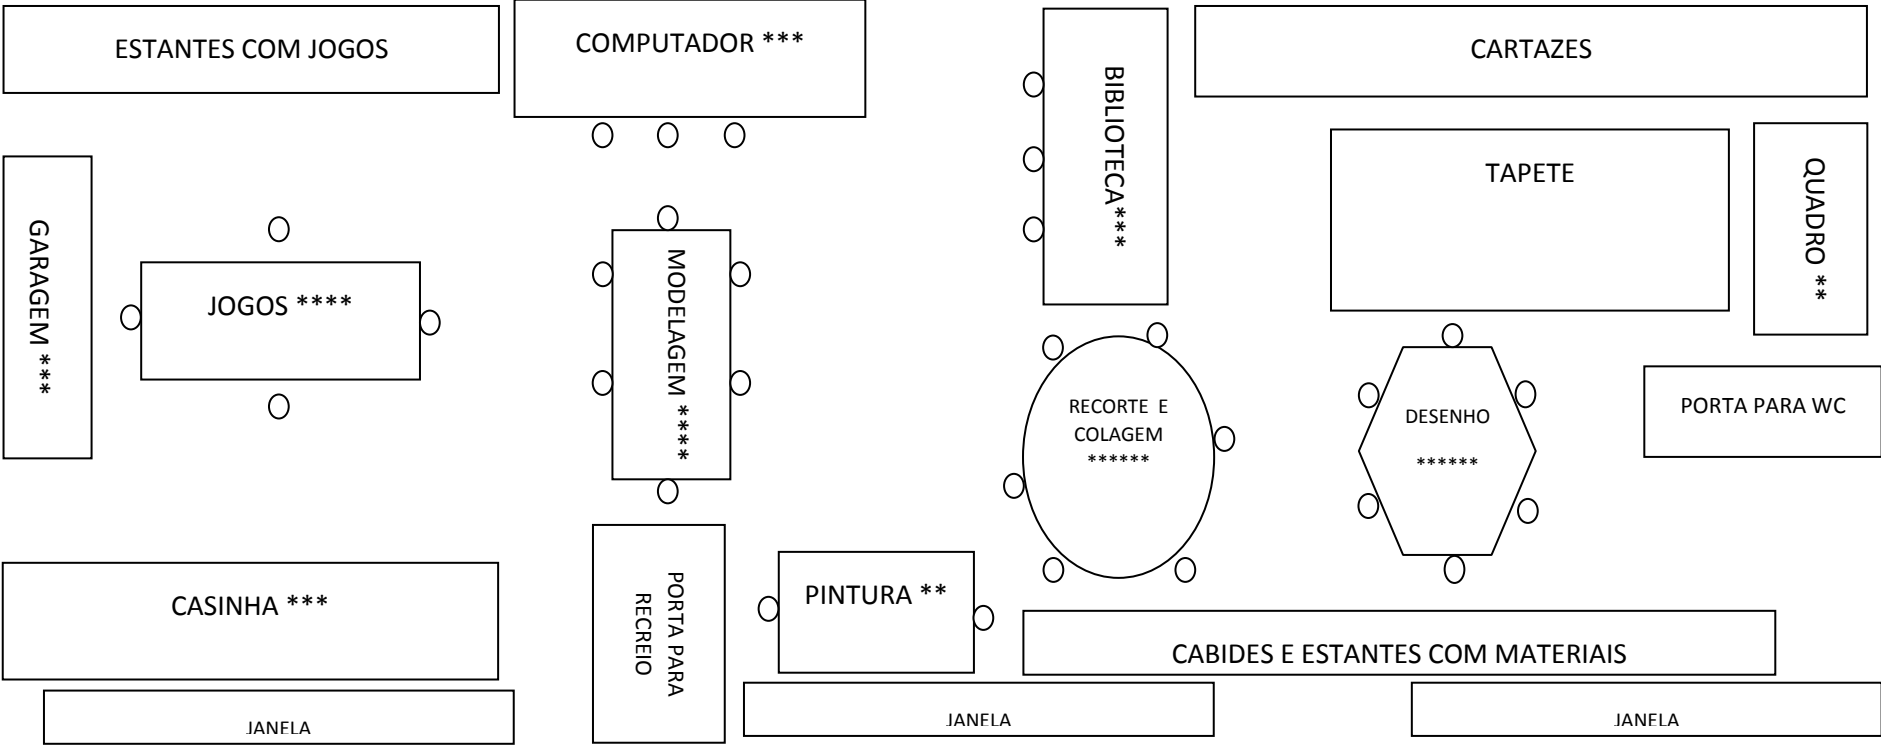 ESTANTES COM JOGOS
COMPUTADOR ***
BIBLIOTECA***
CARTAZES
TAPETE
QUADRO **
GARAGEM ***
JOGOS ****
MODELAGEM ****
RECORTE E
COLAGEM
******
DESENHO
******
PORTA PARA WC
CASINHA ***
PORTA PARA
RECREIO
PINTURA **
CABIDES E ESTANTES COM MATERIAIS
JANELA
JANELA
JANELA